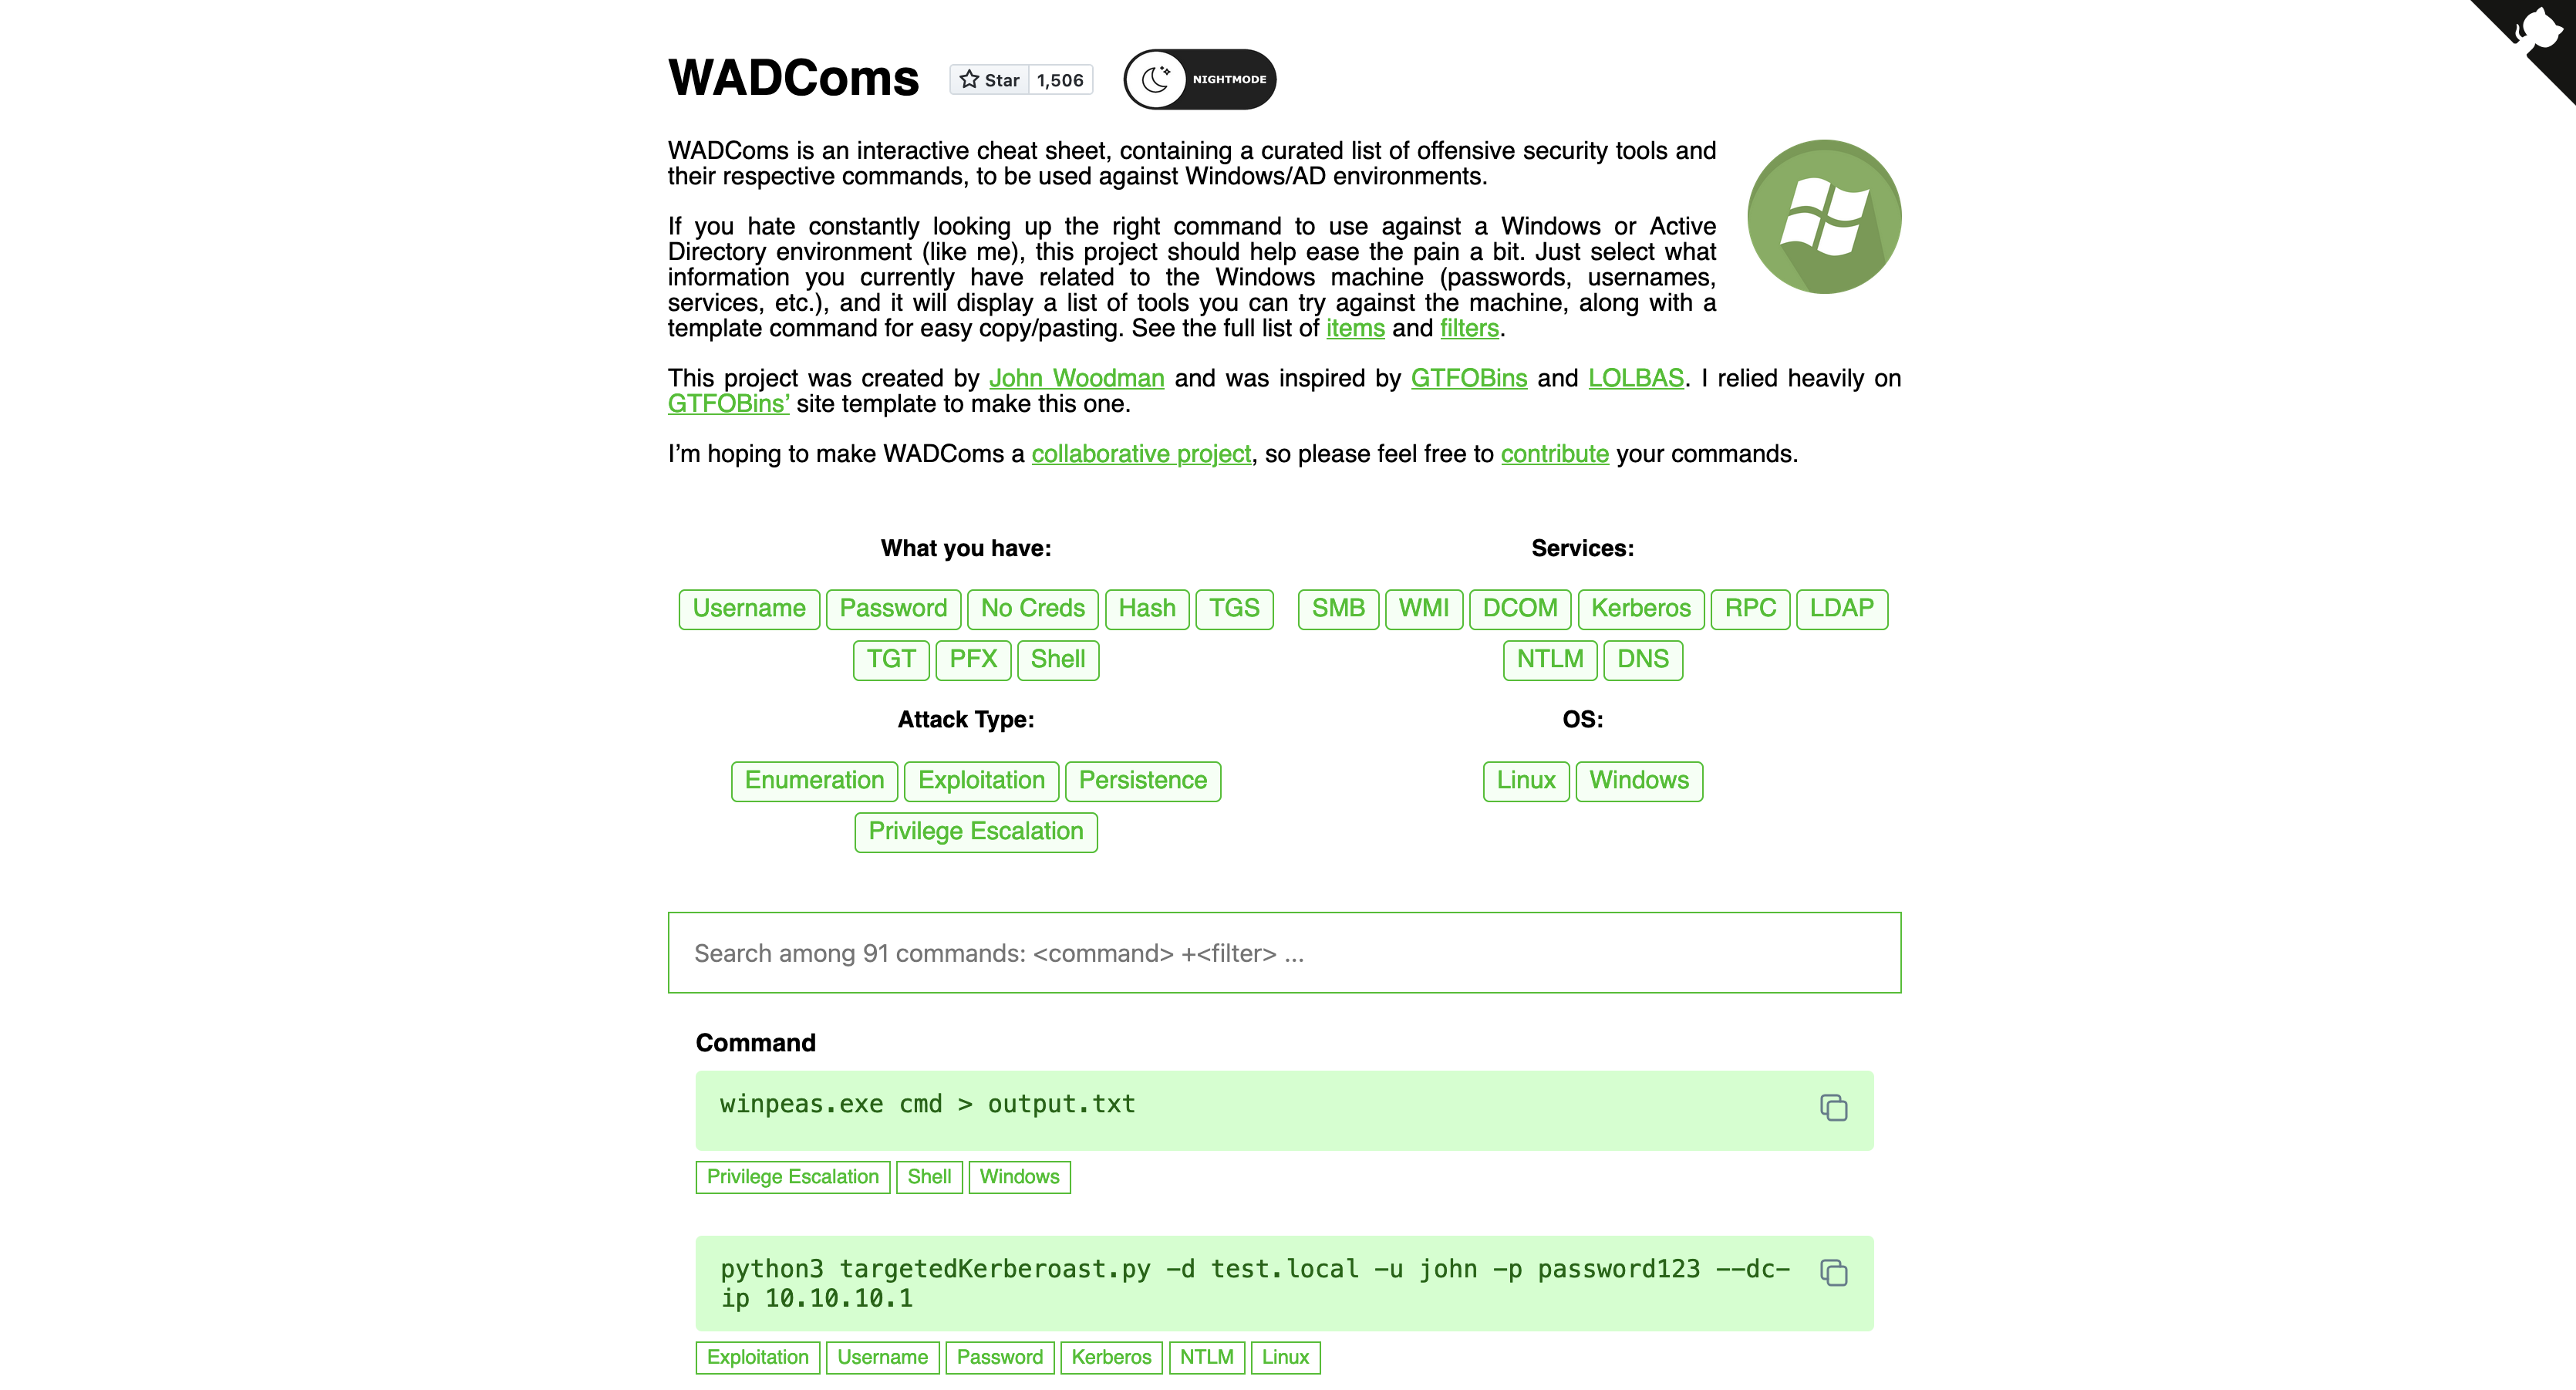 WADComs
Star 1,506
NIGHTMODE
WADComs is an interactive cheat sheet, containing a curated list of offensive security tools and
their respective commands, to be used against Windows/AD environments.
If you hate constantly looking up the right command to use against a Windows or Active
Directory environment (like me), this project should help ease the pain a bit. Just select what
information you currently have related to the Windows machine (passwords, usernames,
services, etc.), and it will display a list of tools you can try against the machine, along with a
template command for easy copy/pasting. See the full list of items and filters.
This project was created by John Woodman and was inspired by GTFOBins and LOLBAS. I relied heavily on
GTFOBins’ site template to make this one.
I’m hoping to make WADComs a collaborative project, so please feel free to contribute your commands.
What you have:
Username Password No Creds Hash TGS
TGT PFX Shell
Services:
SMB WMI DCOM Kerberos RPC LDAP
NTLM DNS
Attack Type:
Enumeration Exploitation Persistence
Privilege Escalation
OS:
Linux Windows
Search among 91 commands: <command> +<filter> ...
Command
winpeas.exe cmd > output.txt
Privilege Escalation Shell Windows
python3 targetedKerberoast.py -d test.local -u john -p password123 --dc-
ip 10.10.10.1
Exploitation Username Password Kerberos NTLM Linux